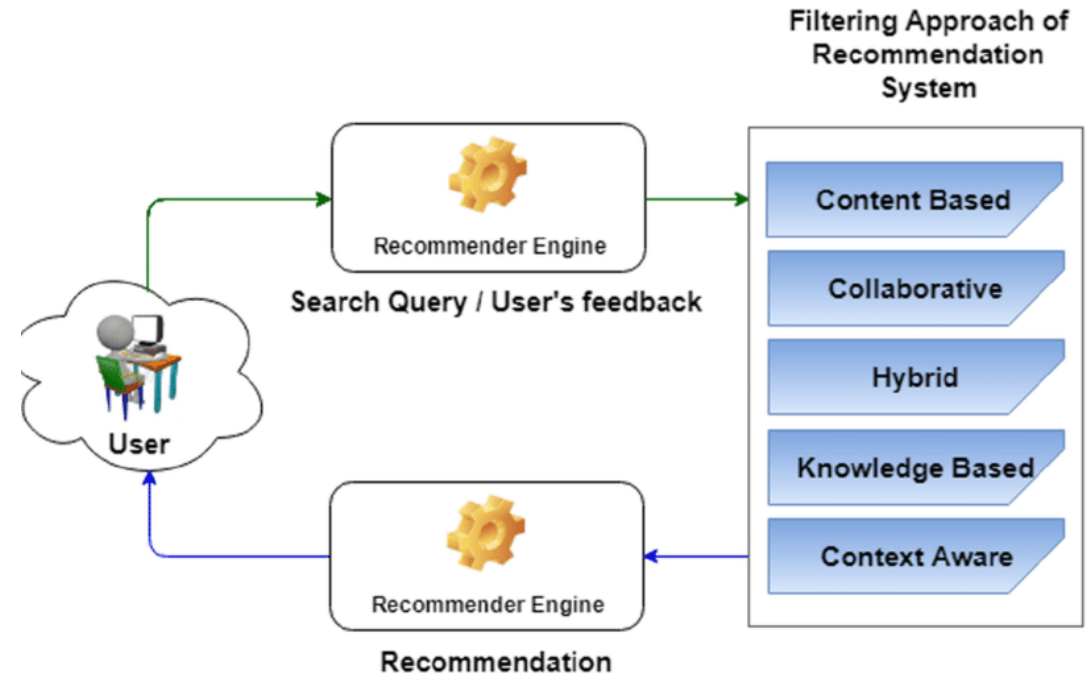 Filtering Approach of
Recommendation
System
Recommender Engine
Search Query / User's feedback
Content Based
Collaborative
Hybrid
Knowledge Based
Context Aware
User
Recommender Engine
Recommendation